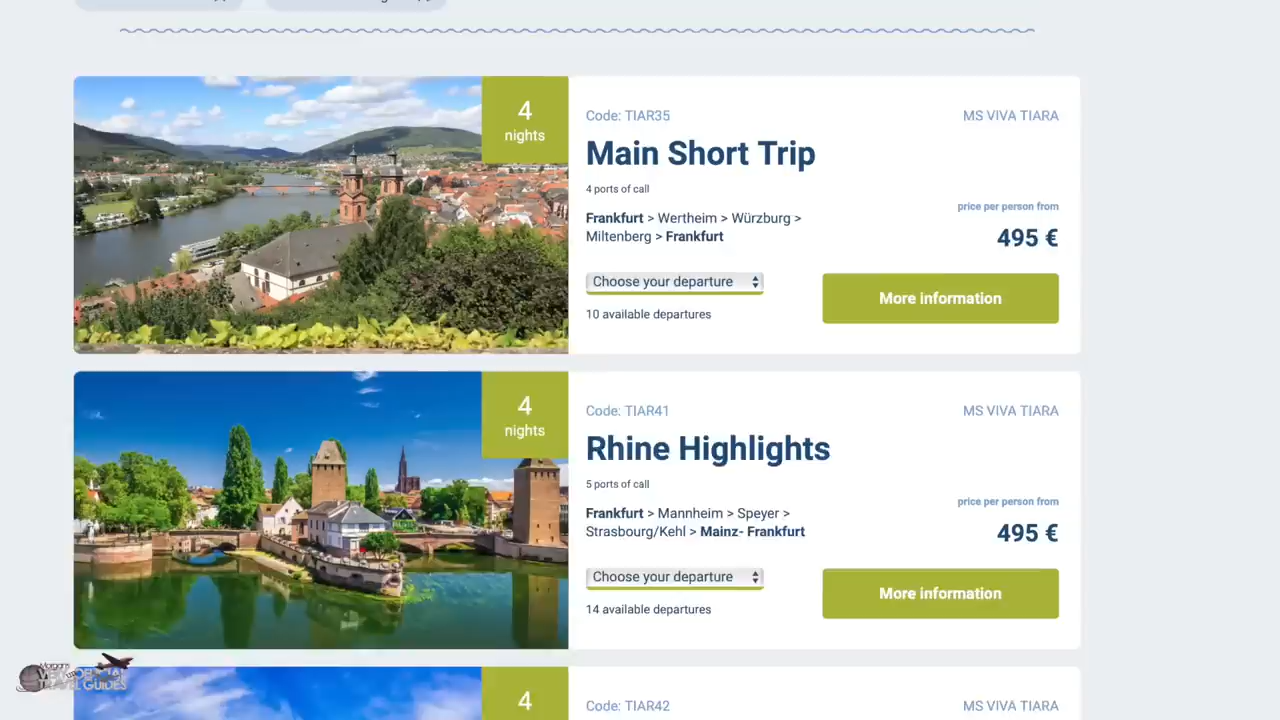 4
nights
Code: TIAR35
MS VIVA TIARA
Main Short Trip
4 ports of call
price per person from
Frankfurt > Wertheim > Würzburg >
Miltenberg > Frankfurt
495 €
Choose your departure
More information
10 available departures
4
nights
Code: TIAR41
MS VIVA TIARA
Rhine Highlights
5 ports of call
price per person from
Frankfurt > Mannheim > Speyer >
Strasbourg/Kehl > Mainz- Frankfurt
495 €
Choose your departure
More information
14 available departures
4
Code: TIAR42
MS VIVA TIARA
TRAVEL GUIDES